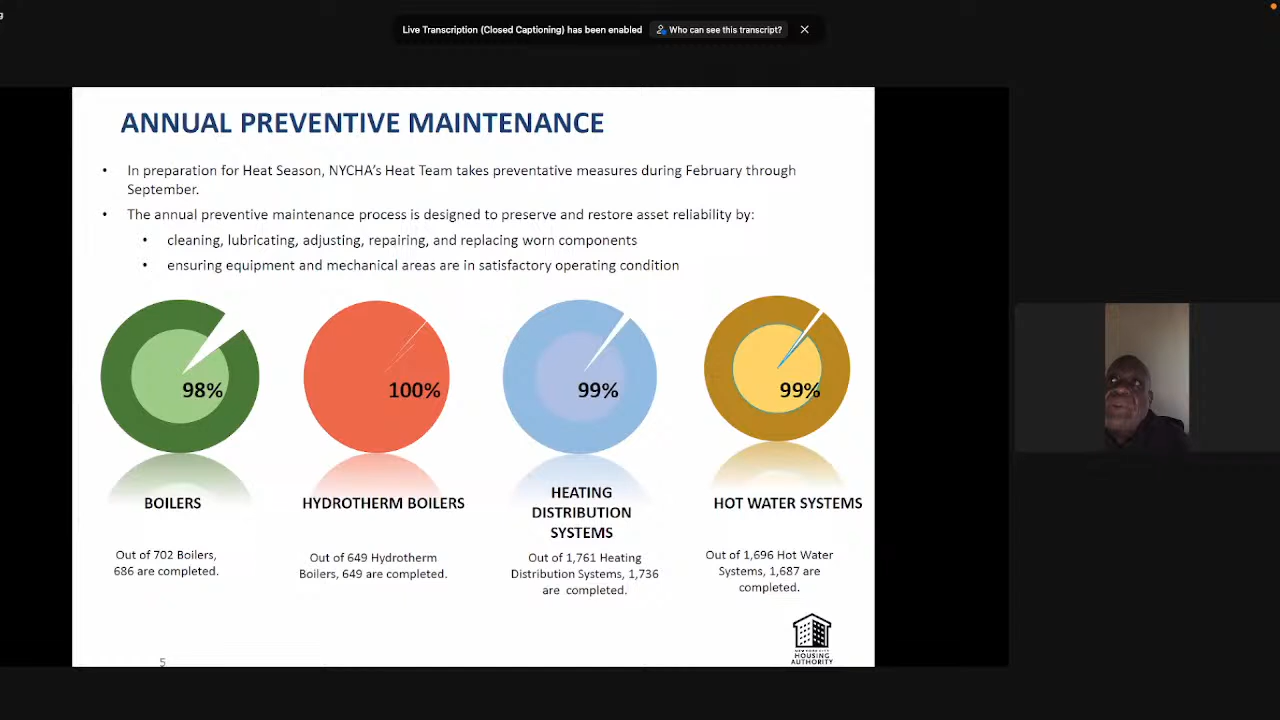 Live Transcription (Closed Captioning) has been enabled
Who can see this transcript?
ANNUAL PREVENTIVE MAINTENANCE
• In preparation for Heat Season, NYCHA's Heat Team takes preventative measures during February through
September.
• The annual preventive maintenance process is designed to preserve and restore asset reliability by:
• cleaning, lubricating, adjusting, repairing, and replacing worn components
• ensuring equipment and mechanical areas are in satisfactory operating condition
98%
100%
99%
99%
BOILERS
Out of 702 Boilers,
686 are completed.
HYDROTHERM BOILERS
Out of 649 Hydrotherm
Boilers, 649 are completed.
HEATING
DISTRIBUTION
SYSTEMS
Out of 1,761 Heating
Distribution Systems, 1,736
are completed.
HOT WATER SYSTEMS
Out of 1,696 Hot Water
Systems, 1,687 are
completed.
NEW YORK CITY
HOUSING
AUTHORITY
5